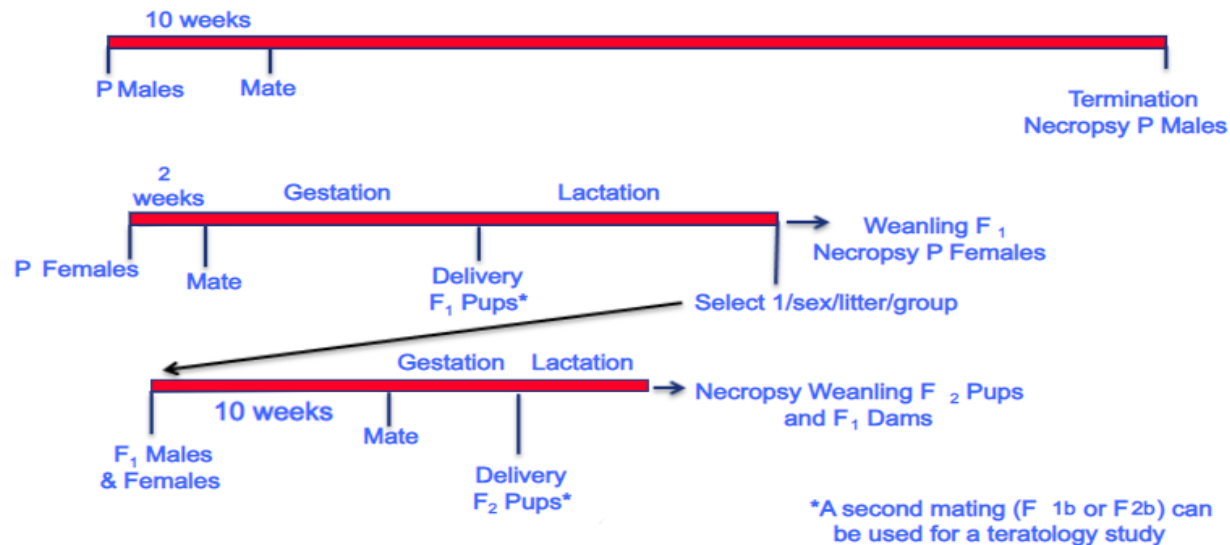 10 weeks
P Males
Mate
Termination
Necropsy P Males
2
weeks
Gestation
Lactation
P Females
Mate
Delivery
F₁ Pups*
Weanling F ₁
Necropsy P Females
Select 1/sex/litter/group
Gestation
Lactation
10 weeks
F₁ Males
& Females
Mate
Delivery
F₂ Pups*
Necropsy Weanling F ₂ Pups
and F₁ Dams
*A second mating (F 1b or F2b) can
be used for a teratology study